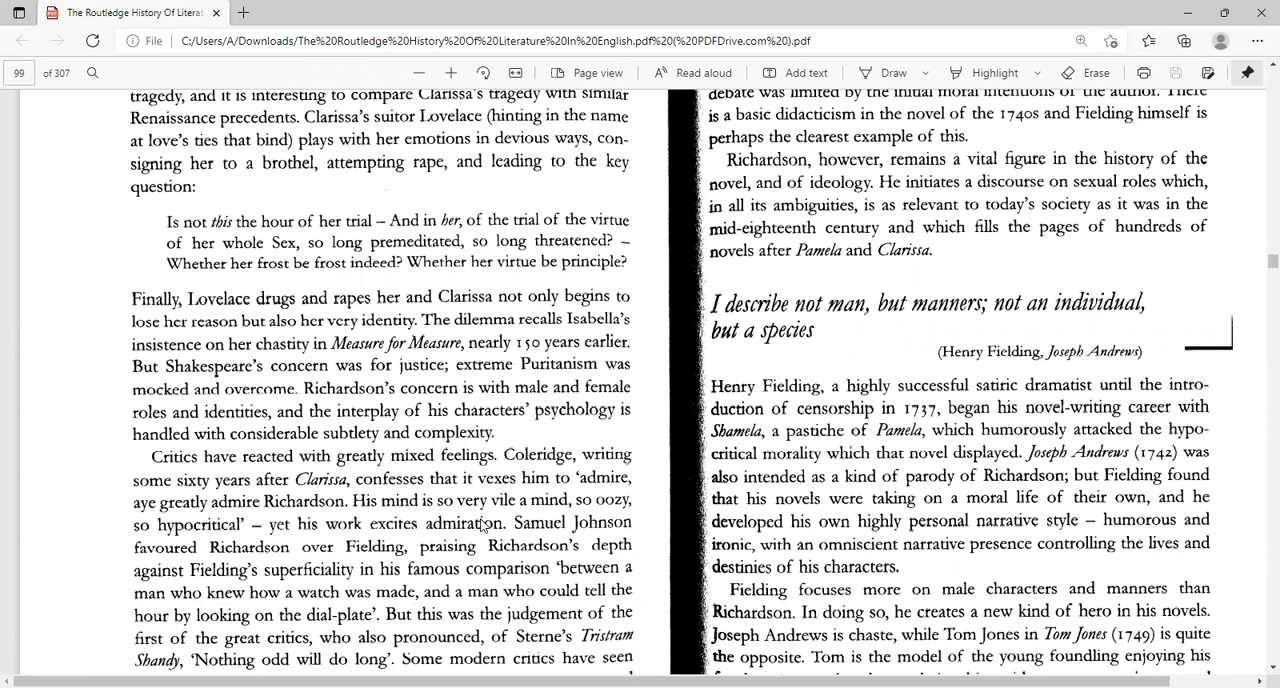 The Routledge History Of Literat
File
C:/Users/A/Downloads/The%20Routledge%20History%20Of%20Literature%20In%20English.pdf%20(%20PDFDrive.com%20).pdf
99 of 307
Page view
Read aloud
Add text
Draw
Highlight
Erase
tragedy, and it is interesting to compare Clarissa's tragedy with similar
Renaissance precedents. Clarissa's suitor Lovelace (hinting in the name
at love's ties that bind) plays with her emotions in devious ways, con-
signing her to a brothel, attempting rape, and leading to the key
question:
Is not this the hour of her trial – And in her, of the trial of the virtue
of her whole Sex, so long premeditated, so long threatened? –
Whether her frost be frost indeed? Whether her virtue be principle?
Finally, Lovelace drugs and rapes her and Clarissa not only begins to
lose her reason but also her very identity. The dilemma recalls Isabella's
insistence on her chastity in Measure for Measure, nearly 150 years earlier.
But Shakespeare's concern was for justice; extreme Puritanism was
mocked and overcome. Richardson's concern is with male and female
roles and identities, and the interplay of his characters' psychology is
handled with considerable subtlety and complexity.
Critics have reacted with greatly mixed feelings. Coleridge, writing
some sixty years after Clarissa, confesses that it vexes him to 'admire,
aye greatly admire Richardson. His mind is so very vile a mind, so oozy,
so hypocritical' – yet his work excites admiration. Samuel Johnson
favoured Richardson over Fielding, praising Richardson's depth
against Fielding's superficiality in his famous comparison 'between a
man who knew how a watch was made, and a man who could tell the
hour by looking on the dial-plate'. But this was the judgement of the
first of the great critics, who also pronounced, of Sterne's Tristram
Shandy, 'Nothing odd will do long'. Some modern critics have seen
debate was limited by the initial moral intentions of the author. There
is a basic didacticism in the novel of the 1740s and Fielding himself is
perhaps the clearest example of this.
Richardson, however, remains a vital figure in the history of the
novel, and of ideology. He initiates a discourse on sexual roles which,
in all its ambiguities, is as relevant to today's society as it was in the
mid-eighteenth century and which fills the pages of hundreds of
novels after Pamela and Clarissa.
I describe not man, but manners; not an individual,
but a species
(Henry Fielding, Joseph Andrews)
Henry Fielding, a highly successful satiric dramatist until the intro-
duction of censorship in 1737, began his novel-writing career with
Shamela, a pastiche of Pamela, which humorously attacked the hypo-
critical morality which that novel displayed. Joseph Andrews (1742) was
also intended as a kind of parody of Richardson; but Fielding found
that his novels were taking on a moral life of their own, and he
developed his own highly personal narrative style – humorous and
ironic, with an omniscient narrative presence controlling the lives and
destinies of his characters.
Fielding focuses more on male characters and manners than
Richardson. In doing so, he creates a new kind of hero in his novels.
Joseph Andrews is chaste, while Tom Jones in Tom Jones (1749) is quite
the opposite. Tom is the model of the young foundling enjoying his